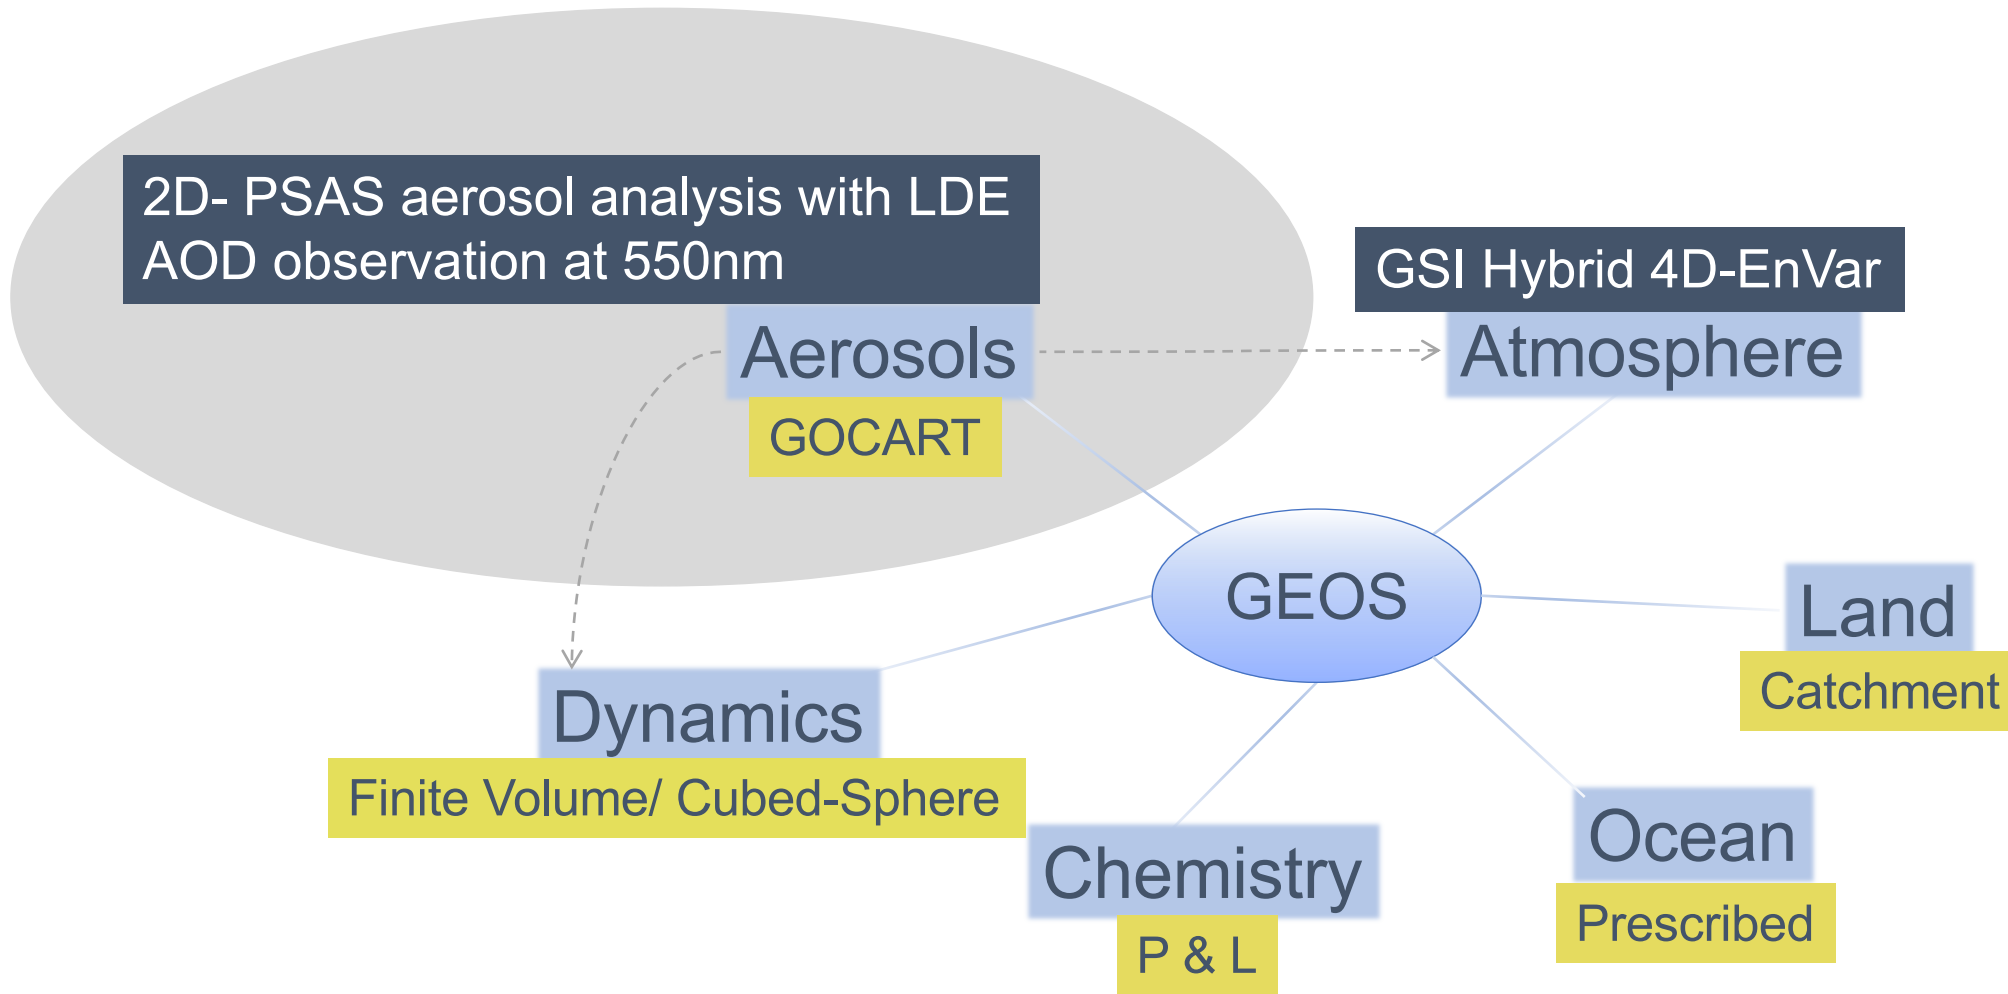 2D- PSAS aerosol analysis with LDE
AOD observation at 550nm
GSI Hybrid 4D-EnVar
Aerosols
Atmosphere
GOCART
GEOS
Land
Catchment
Dynamics
Finite Volume/ Cubed-Sphere
Ocean
Prescribed
Chemistry
P & L